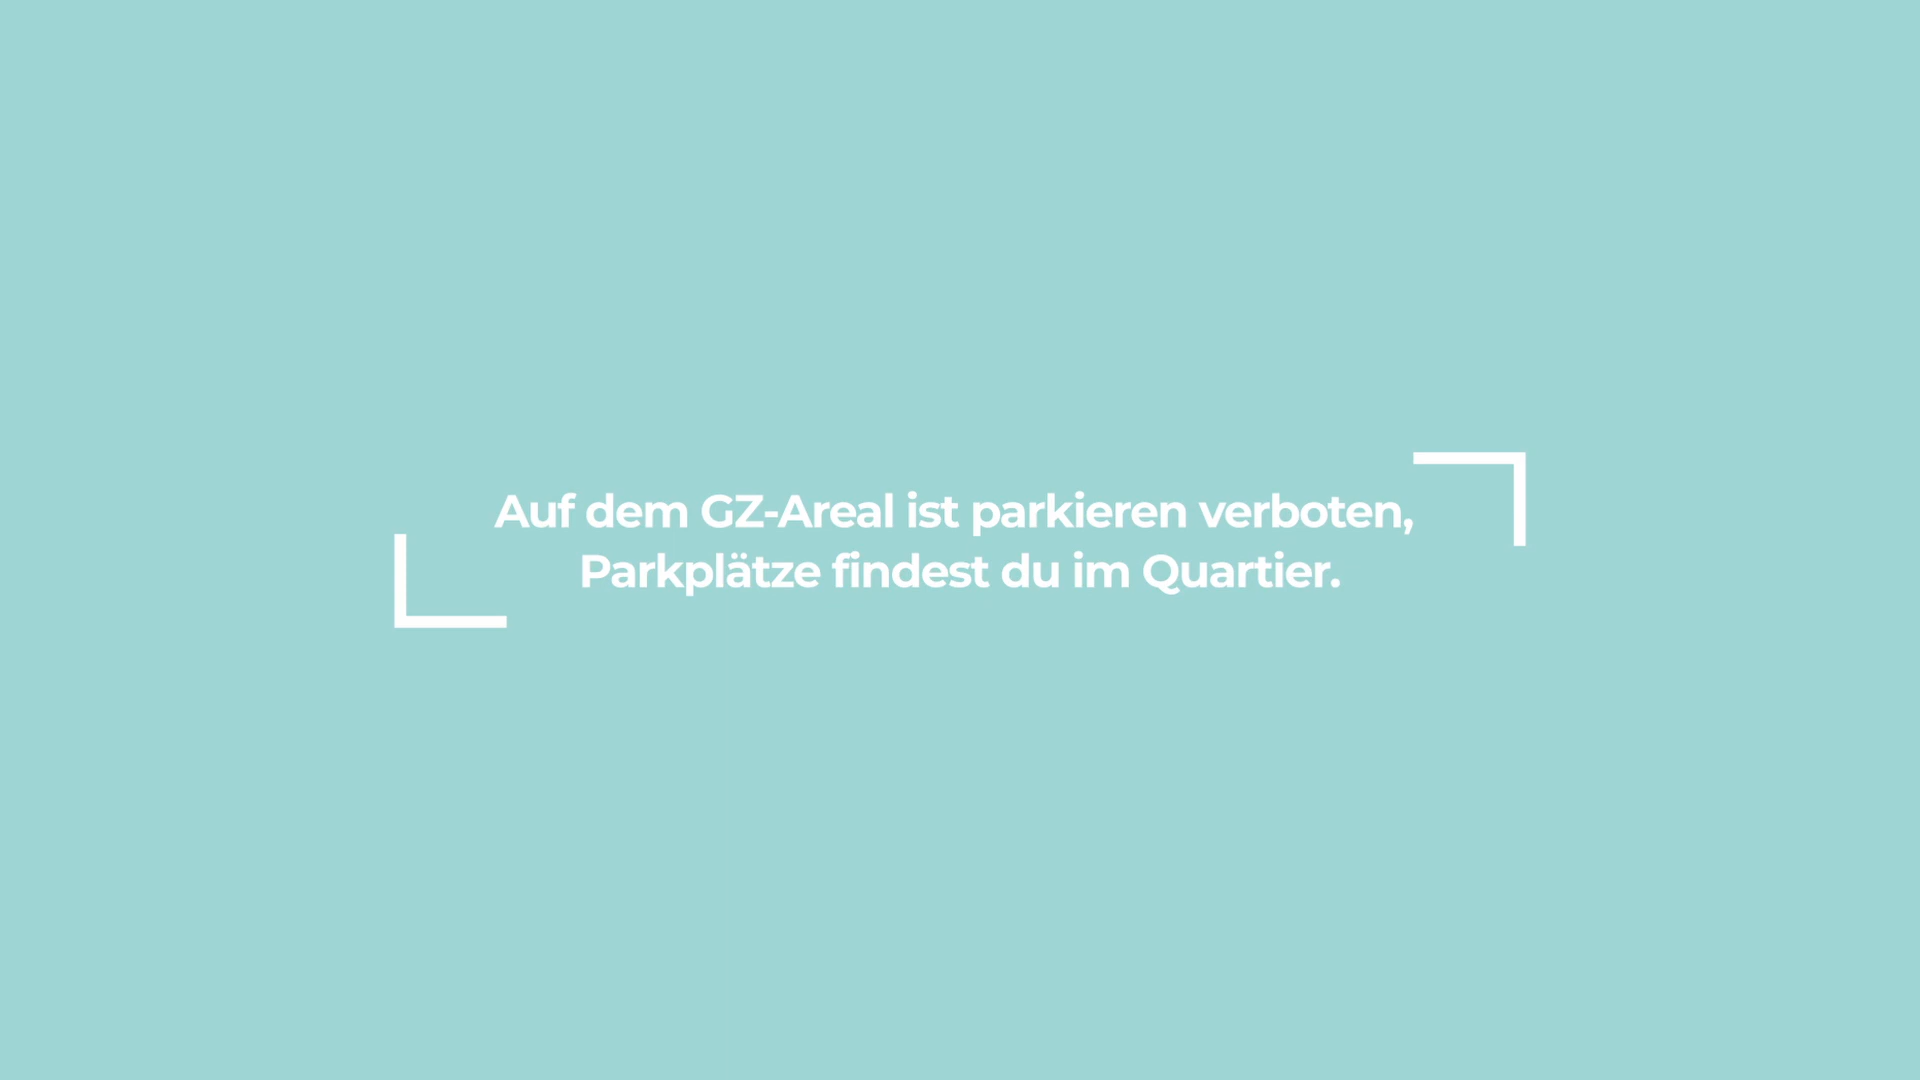 Auf dem GZ-Areal ist parkieren verboten,
Parkplätze findest du im Quartier.